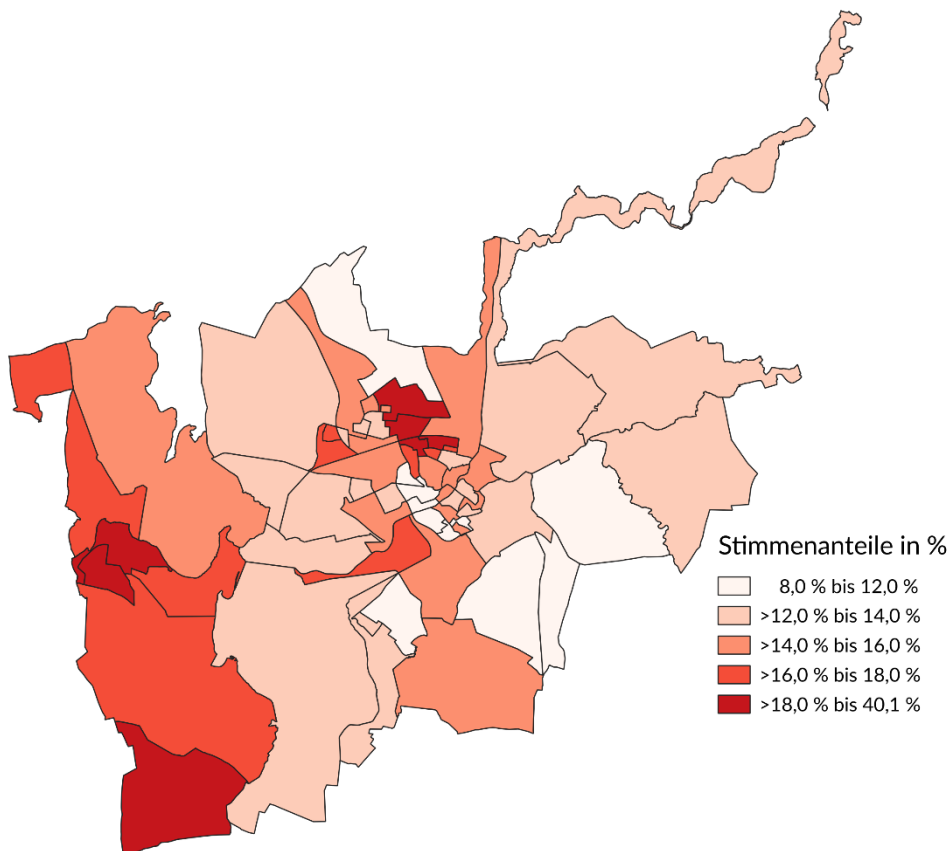 Stimmenanteile in %
8,0 % bis 12,0 %
>12,0 % bis 14,0 %
>14,0 % bis 16,0 %
>16,0 % bis 18,0 %
>18,0 % bis 40,1 %